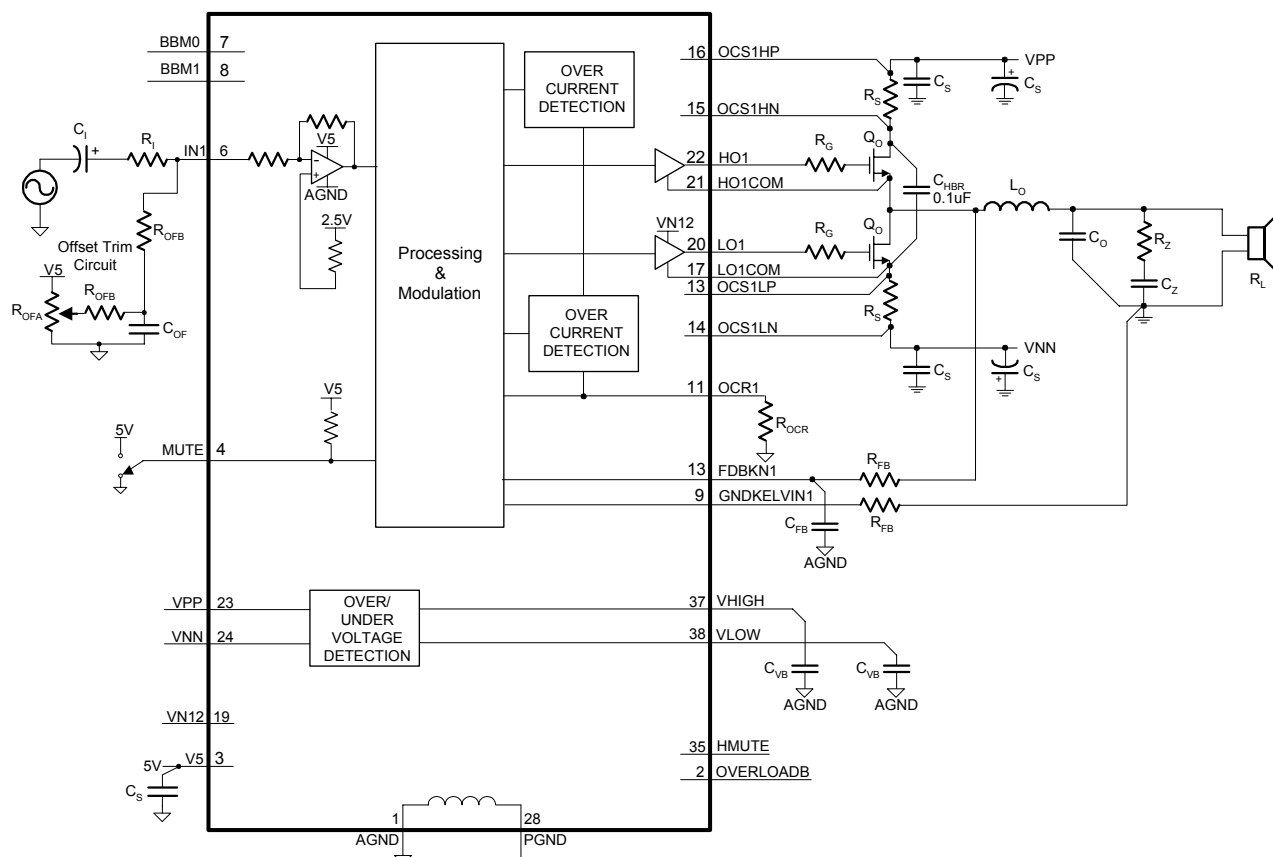 BBM0 7
BBM1 8
C_I
R_I
IN1 6
R_OFB
Offset Trim
Circuit
V5
R_OFB
R_OFA
C_OF
V5
AGND
2.5V
Processing
&
Modulation
OVER
CURRENT
DETECTION
OVER
CURRENT
DETECTION
VN12
16 OCS1HP
15 OCS1HN
22 HO1
21 HO1COM
20 LO1
17 LO1COM
13 OCS1LP
14 OCS1LN
11 OCR1
13 FDBKN1
9 GNDKELVIN1
VPP
C_S
C_S
R_S
R_G
Q_O
C_HBR
0.1uF
R_G
Q_O
R_S
L_O
C_O
R_Z
C_Z
R_L
VNN
C_S
C_S
R_OCR
R_FB
R_FB
C_FB
AGND
V5
5V
MUTE 4
VPP 23
VNN 24
OVER/
UNDER
VOLTAGE
DETECTION
37 VHIGH
38 VLOW
C_VB
C_VB
AGND
AGND
VN12 19
5V
V5 3
C_S
35 HMUTE
2 OVERLOADB
1
28
AGND
PGND